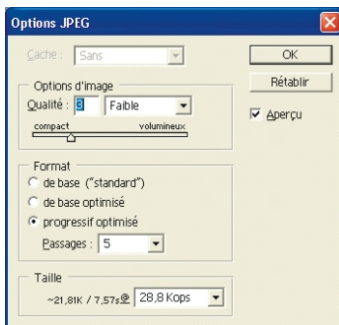 Options JPEG
Cache : Sans
OK
Rétablir
Aperçu
Options d'image
Qualité : 3 Faible
compact volumineux
Format
de base ("standard")
de base optimisé
progressif optimisé
Passages : 5
Taille
~21,81K / 7,57s 28,8 Kops